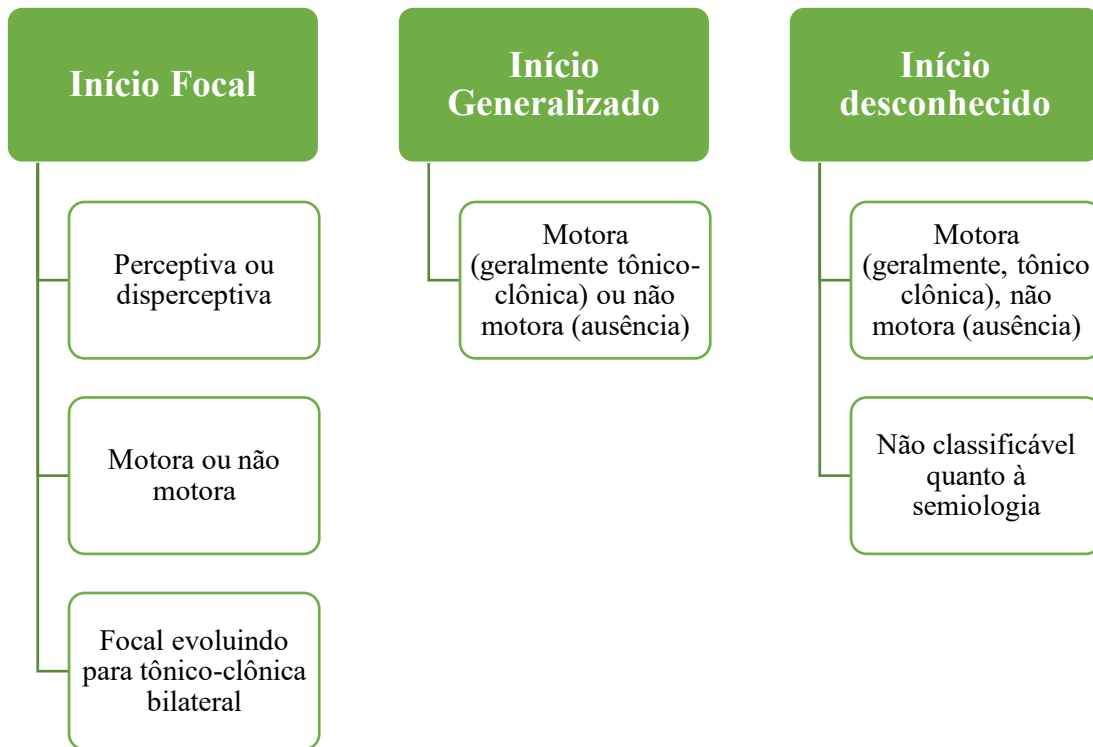 Início Focal
Perceptiva ou
disperceptiva
Motora ou não
motora
Focal evoluindo
para tônico-clônica
bilateral
Início
Generalizado
Motora
(geralmente tônico-
clônica) ou não
motora (ausência)
Início
desconhecido
Motora
(geralmente, tônico
clônica), não
motora (ausência)
Não classificável
quanto à
semiologia